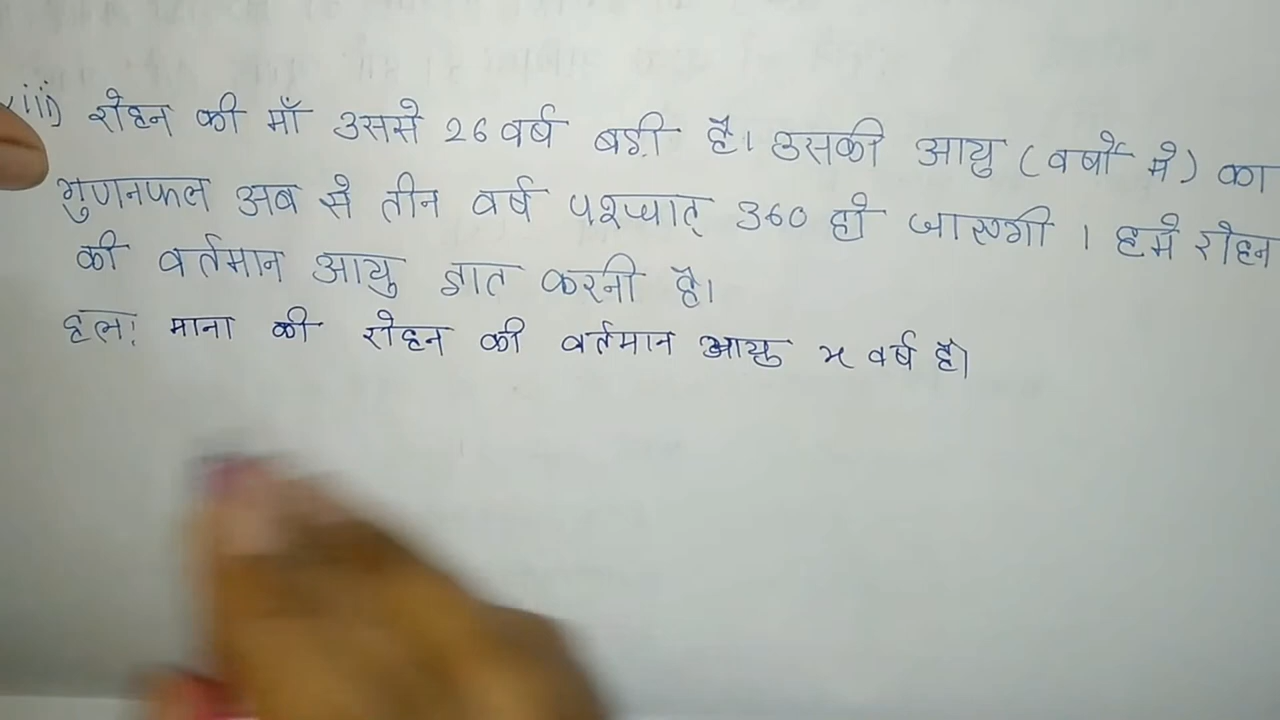 iii) रोहन की माँ उससे 26 वर्ष बड़ी है। उसकी आयु (वर्षों मे) का
गुणनफल अब से तीन वर्ष पश्चात् 360 हो जाएगी । हमे रोहन
की वर्तमान आयु ज्ञात करनी है।
हल: माना की रोहन की वर्तमान आयु x वर्ष है।